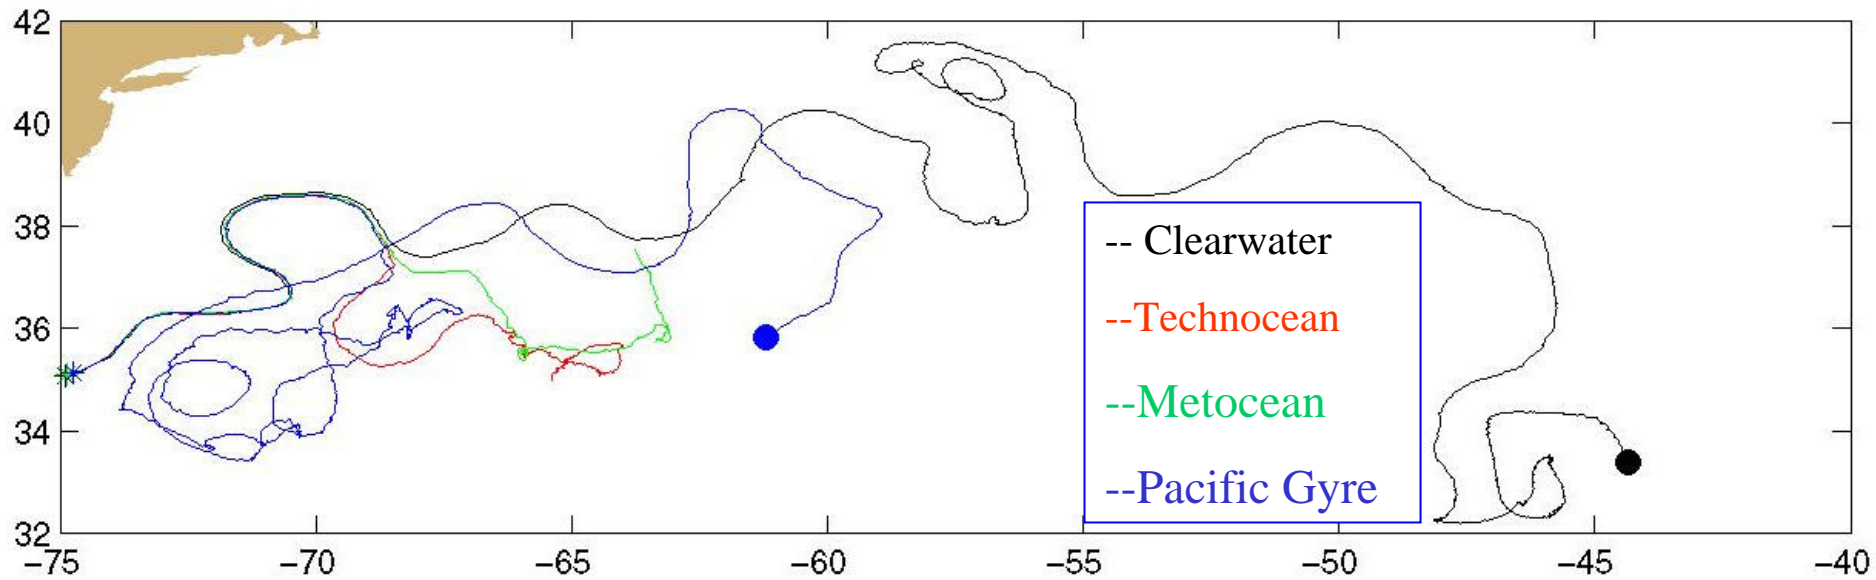 42
40
38
36
34
32
-- Clearwater
--Technocean
--Metocean
--Pacific Gyre
−75 −70 −65 −60 −55 −50 −45 −40